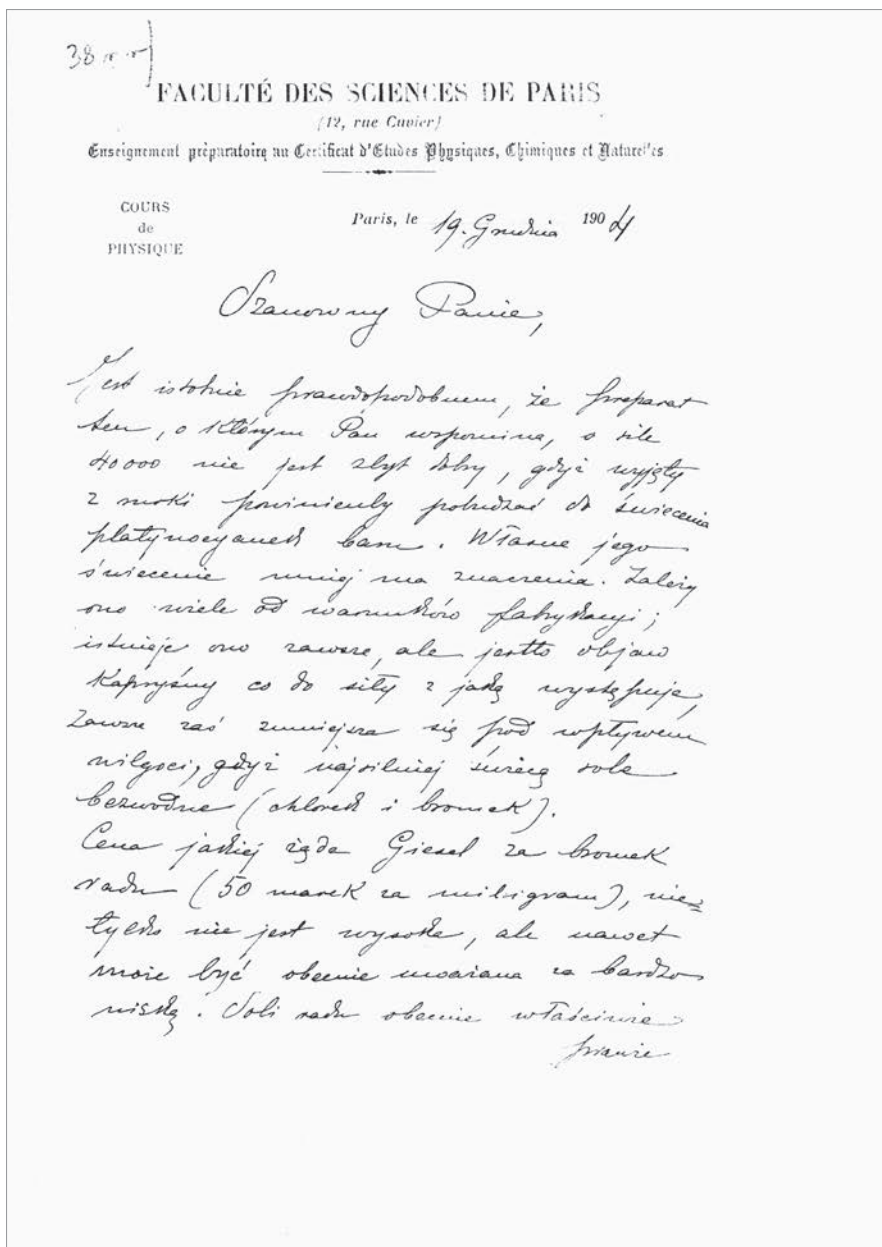 38
FACULTÉ DES SCIENCES DE PARIS
(12, rue Cuvier)
Enseignement préparatoire au Certificat d'Etudes Physiques, Chimiques et Naturelles
COURS
de
PHYSIQUE
Paris, le 19. Grudnia 1904
Szanowny Panie,
Jest istotnie prawdopodobnem, że preparat
ten, o którym Pan wspomina, o sile
40000 nie jest zbyt dobry, gdyż wyjęty
z rurki powinienby pobudzać do świecenia
platynocyanek baru. Własne jego
świecenie mniej ma znaczenia. Zależy
ono wiele od warunków fabrykacyi;
istnieje ono zawsze, ale jestto objaw
kapryśny co do siły z jaką występuje,
Zawsze zaś zmniejsza się pod wpływem
wilgoci, gdyż najsilniej świecą sole
bezwodne (chlorek i bromek).
Cena jakiej żąda Giesel za bromek
radu (50 marek za miligram), nie=
tylko nie jest wysoka, ale nawet
może być obecnie uważana za bardzo
niską. Soli radu obecnie właściwie
prawie